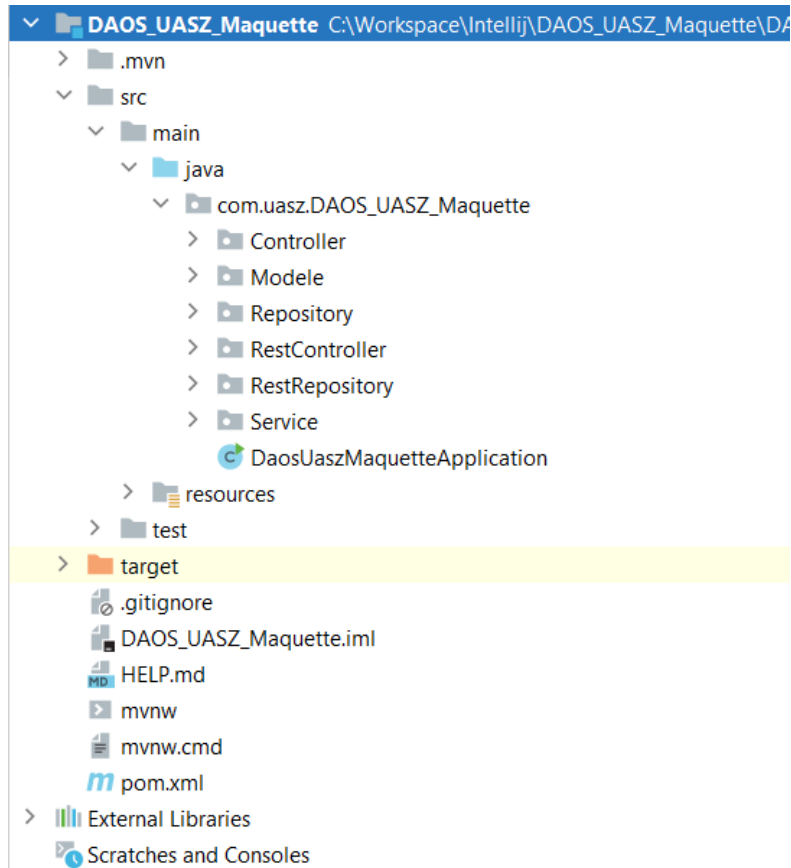 DAOS_UASZ_Maquette C:\Workspace\Intellij\DAOS_UASZ_Maquette\DA
.mvn
src
main
java
com.uasz.DAOS_UASZ_Maquette
Controller
Modele
Repository
RestController
RestRepository
Service
C DaosUaszMaquetteApplication
resources
test
target
.gitignore
DAOS_UASZ_Maquette.iml
MD HELP.md
mvnw
mvnw.cmd
m pom.xml
External Libraries
Scratches and Consoles